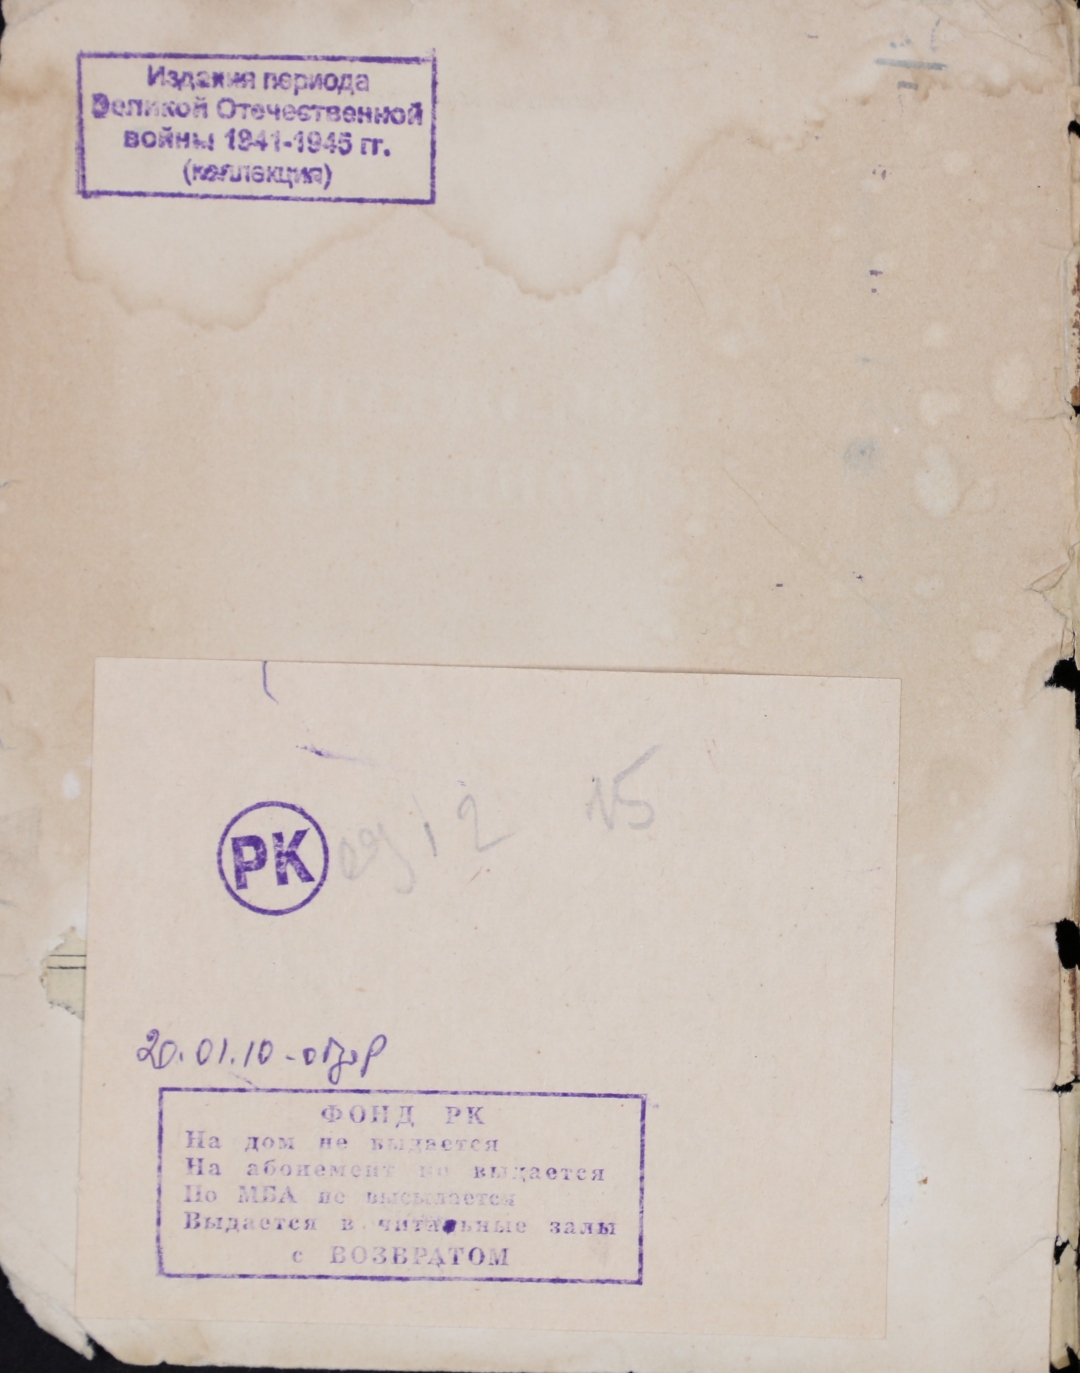 Издания периода
Великой Отечественной
войны 1941-1945 гг.
(коллекция)
РК
20.01.10 -
ФОНД РК
На дом не выдается
На абонемент не выдается
По МБА не высылается
Выдается в читальные залы
с ВОЗВРАТОМ